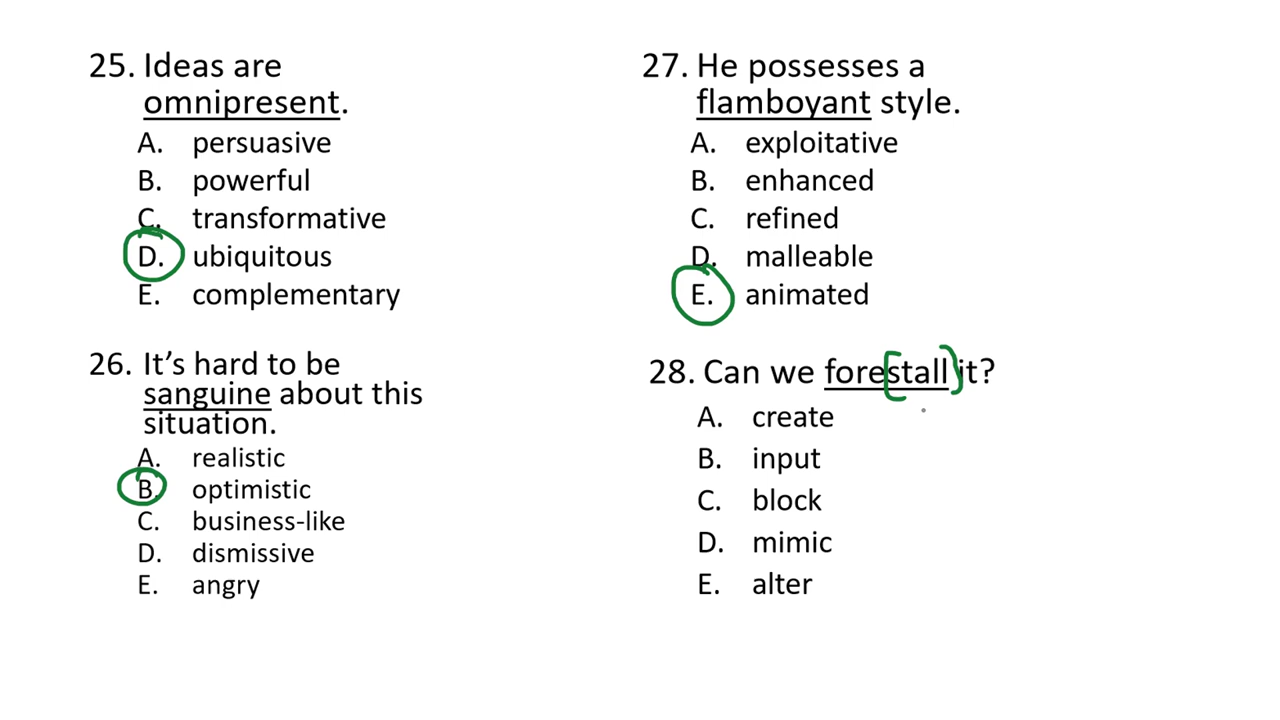 25. Ideas are
omnipresent.
A. persuasive
B. powerful
C. transformative
D. ubiquitous
E. complementary
26. It's hard to be
sanguine about this
situation.
A. realistic
B. optimistic
C. business-like
D. dismissive
E. angry
27. He possesses a
flamboyant style.
A. exploitative
B. enhanced
C. refined
D. malleable
E. animated
28. Can we forestall it?
A. create
B. input
C. block
D. mimic
E. alter